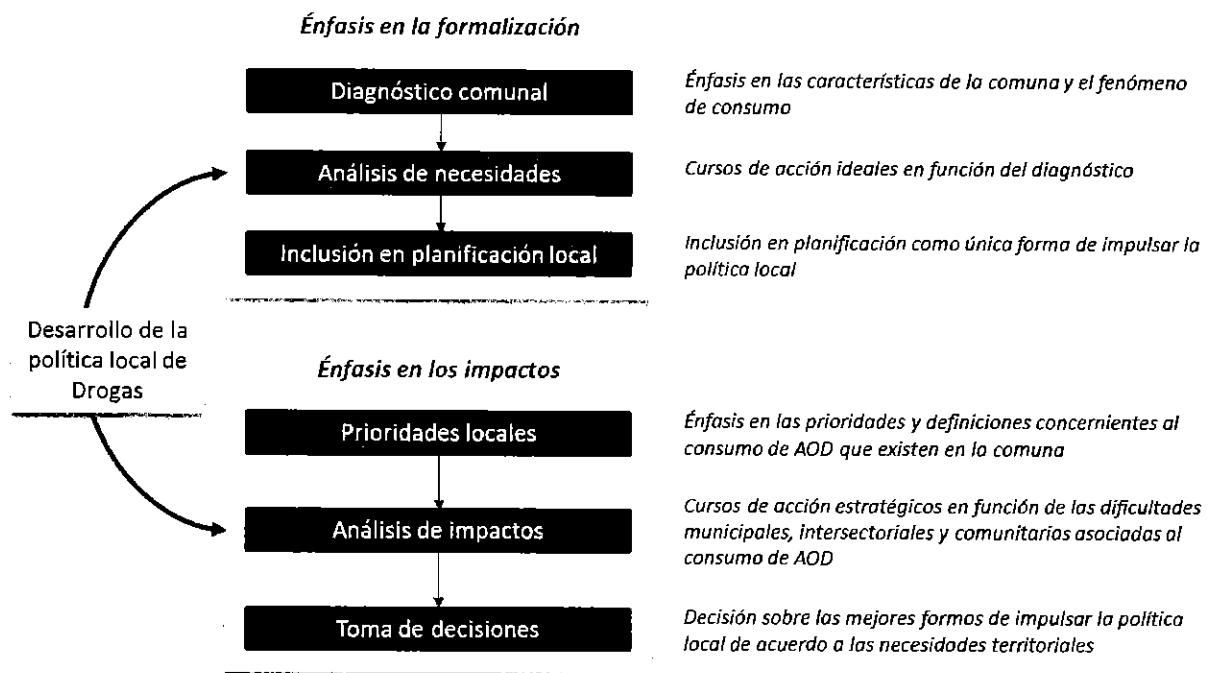 Énfasis en la formalización
Diagnóstico comunal
Énfasis en las características de la comuna y el fenómeno
de consumo
Análisis de necesidades
Cursos de acción ideales en función del diagnóstico
Inclusión en planificación local
Inclusión en planificación como única forma de impulsar la
política local
Desarrollo de la
política local de
Drogas
Énfasis en los impactos
Prioridades locales
Énfasis en las prioridades y definiciones concernientes al
consumo de AOD que existen en la comuna
Análisis de impactos
Cursos de acción estratégicos en función de las dificultades
municipales, intersectoriales y comunitarias asociadas al
consumo de AOD
Toma de decisiones
Decisión sobre las mejores formas de impulsar la política
local de acuerdo a las necesidades territoriales